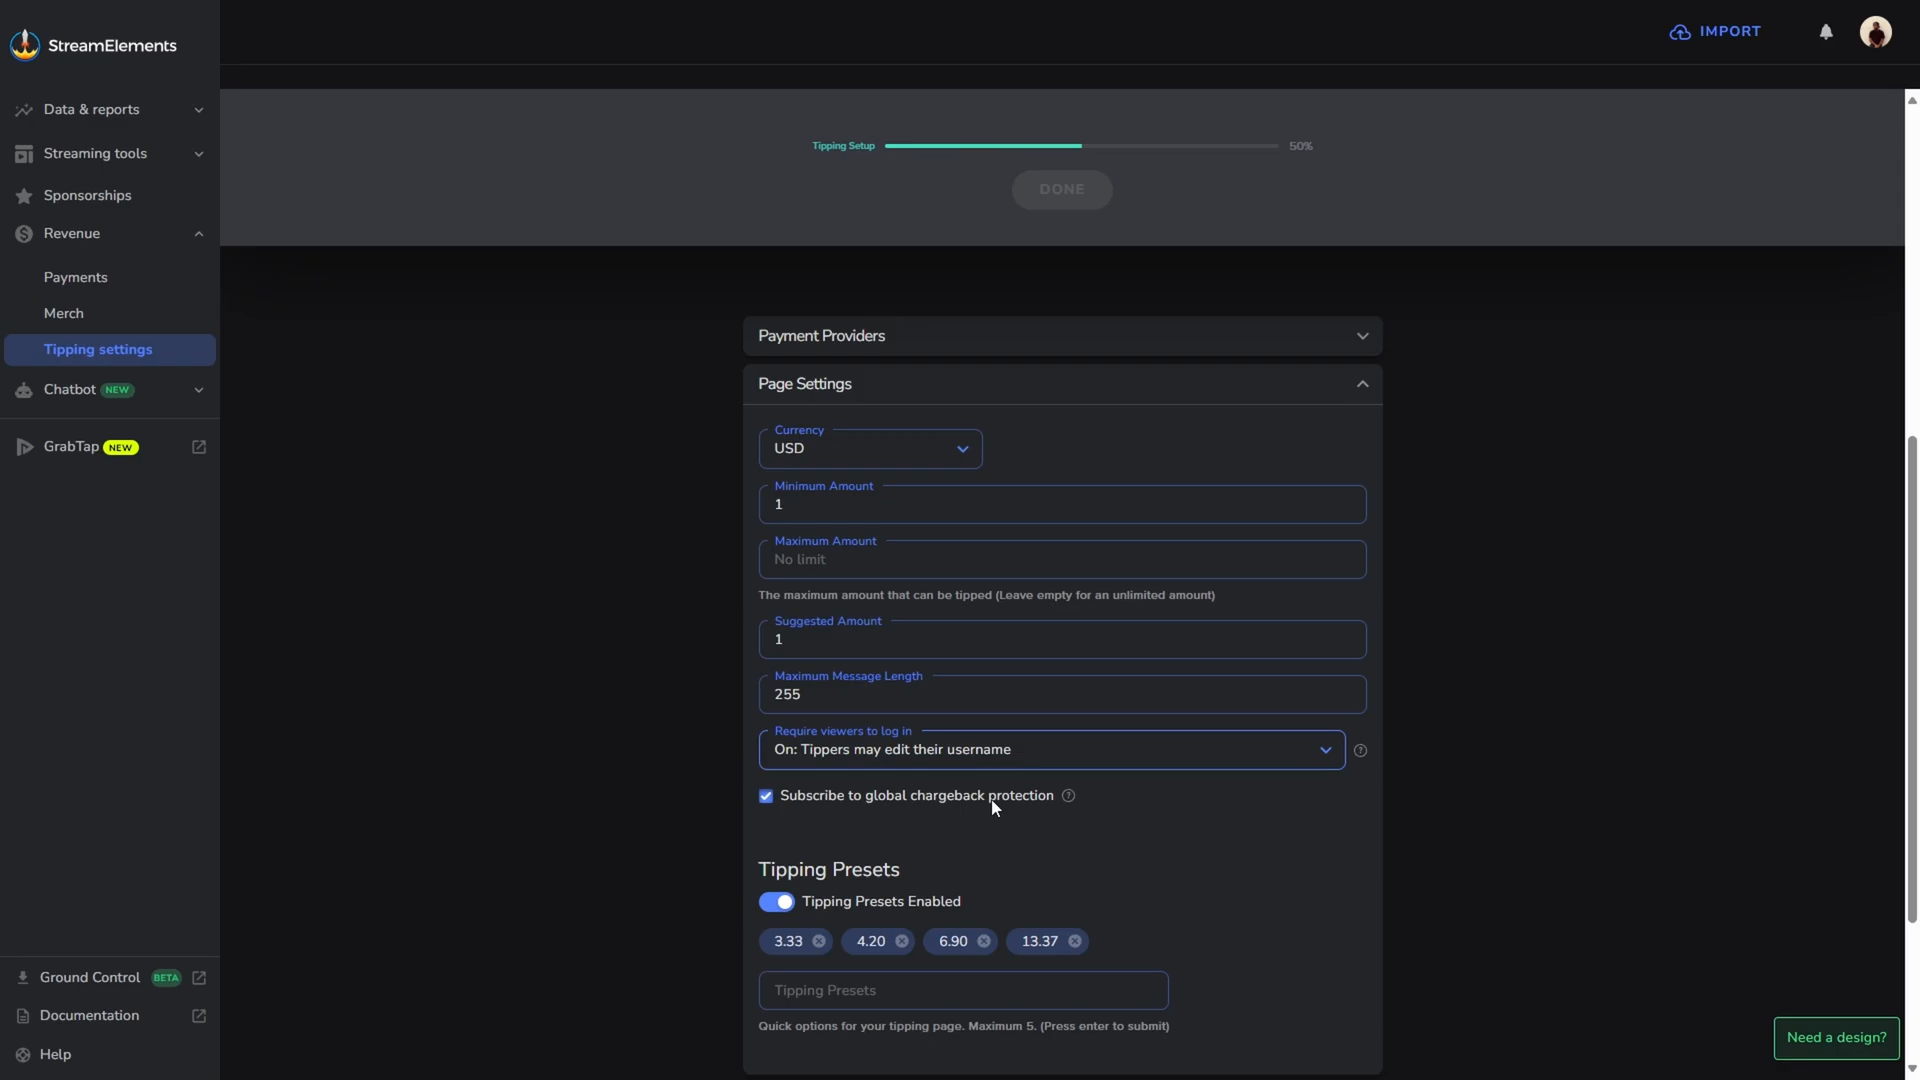 StreamElements
IMPORT
Data & reports
Streaming tools
Sponsorships
Revenue
Payments
Merch
Tipping settings
Chatbot NEW
GrabTap NEW
Tipping Setup 50%
DONE
Payment Providers
Page Settings
Currency
USD
Minimum Amount
1
Maximum Amount
No limit
The maximum amount that can be tipped (Leave empty for an unlimited amount)
Suggested Amount
1
Maximum Message Length
255
Require viewers to log in
On: Tippers may edit their username
Subscribe to global chargeback protection
Tipping Presets
Tipping Presets Enabled
3.33 4.20 6.90 13.37
Tipping Presets
Quick options for your tipping page. Maximum 5. (Press enter to submit)
Ground Control BETA
Documentation
Help
Need a design?